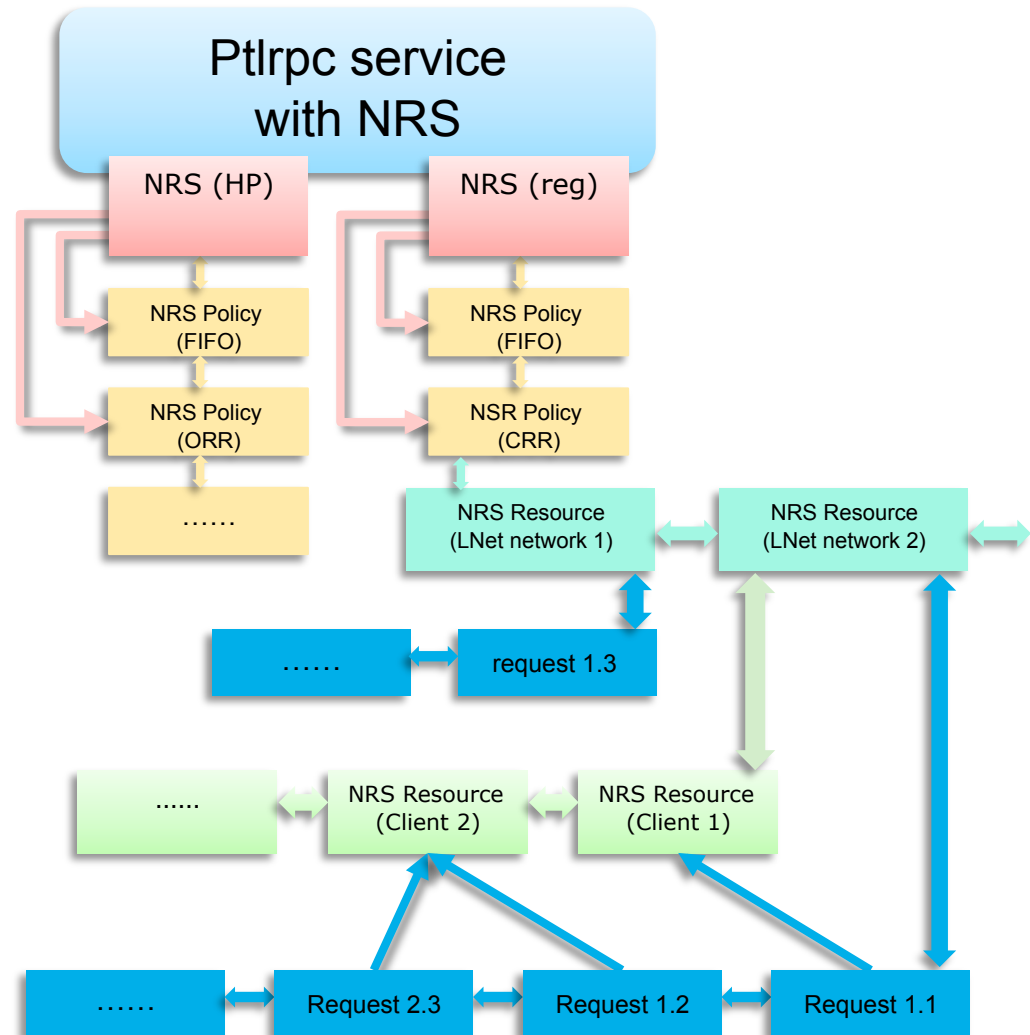 Ptlrpc service
with NRS
NRS (HP)
NRS (reg)
NRS Policy
(FIFO)
NRS Policy
(FIFO)
NRS Policy
(ORR)
NSR Policy
(CRR)
......
NRS Resource
(LNet network 1)
NRS Resource
(LNet network 2)
......
request 1.3
......
NRS Resource
(Client 2)
NRS Resource
(Client 1)
......
Request 2.3
Request 1.2
Request 1.1